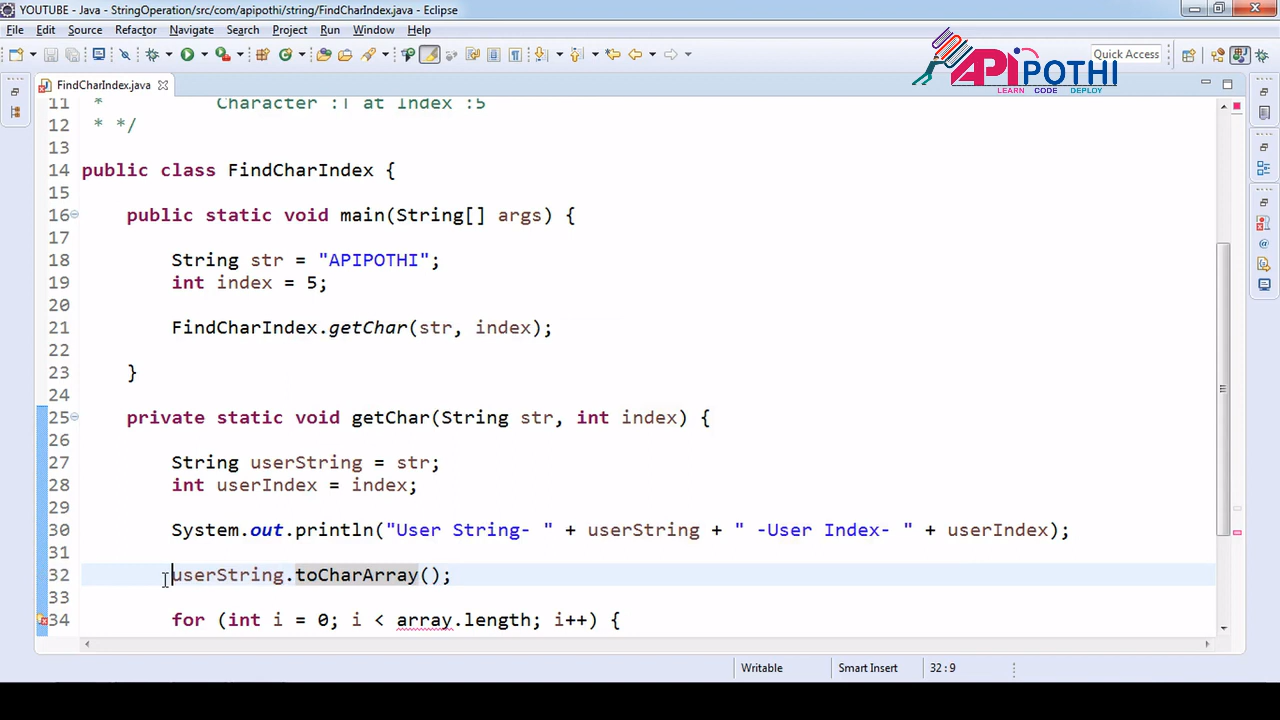 YOUTUBE - Java - StringOperation/src/com/apipothi/string/FindCharIndex.java - Eclipse
File Edit Source Refactor Navigate Search Project Run Window Help
Quick Access
APIPOTHI
LEARN CODE DEPLOY
FindCharIndex.java
11 * Character :T at Index :5
12 * */
13
14 public class FindCharIndex {
15
16 public static void main(String[] args) {
17
18 String str = "APIPOTHI";
19 int index = 5;
20
21 FindCharIndex.getChar(str, index);
22
23 }
24
25 private static void getChar(String str, int index) {
26
27 String userString = str;
28 int userIndex = index;
29
30 System.out.println("User String- " + userString + " -User Index- " + userIndex);
31
32 userString.toCharArray();
33
34 for (int i = 0; i < array.length; i++) {
Writable Smart Insert 32:9